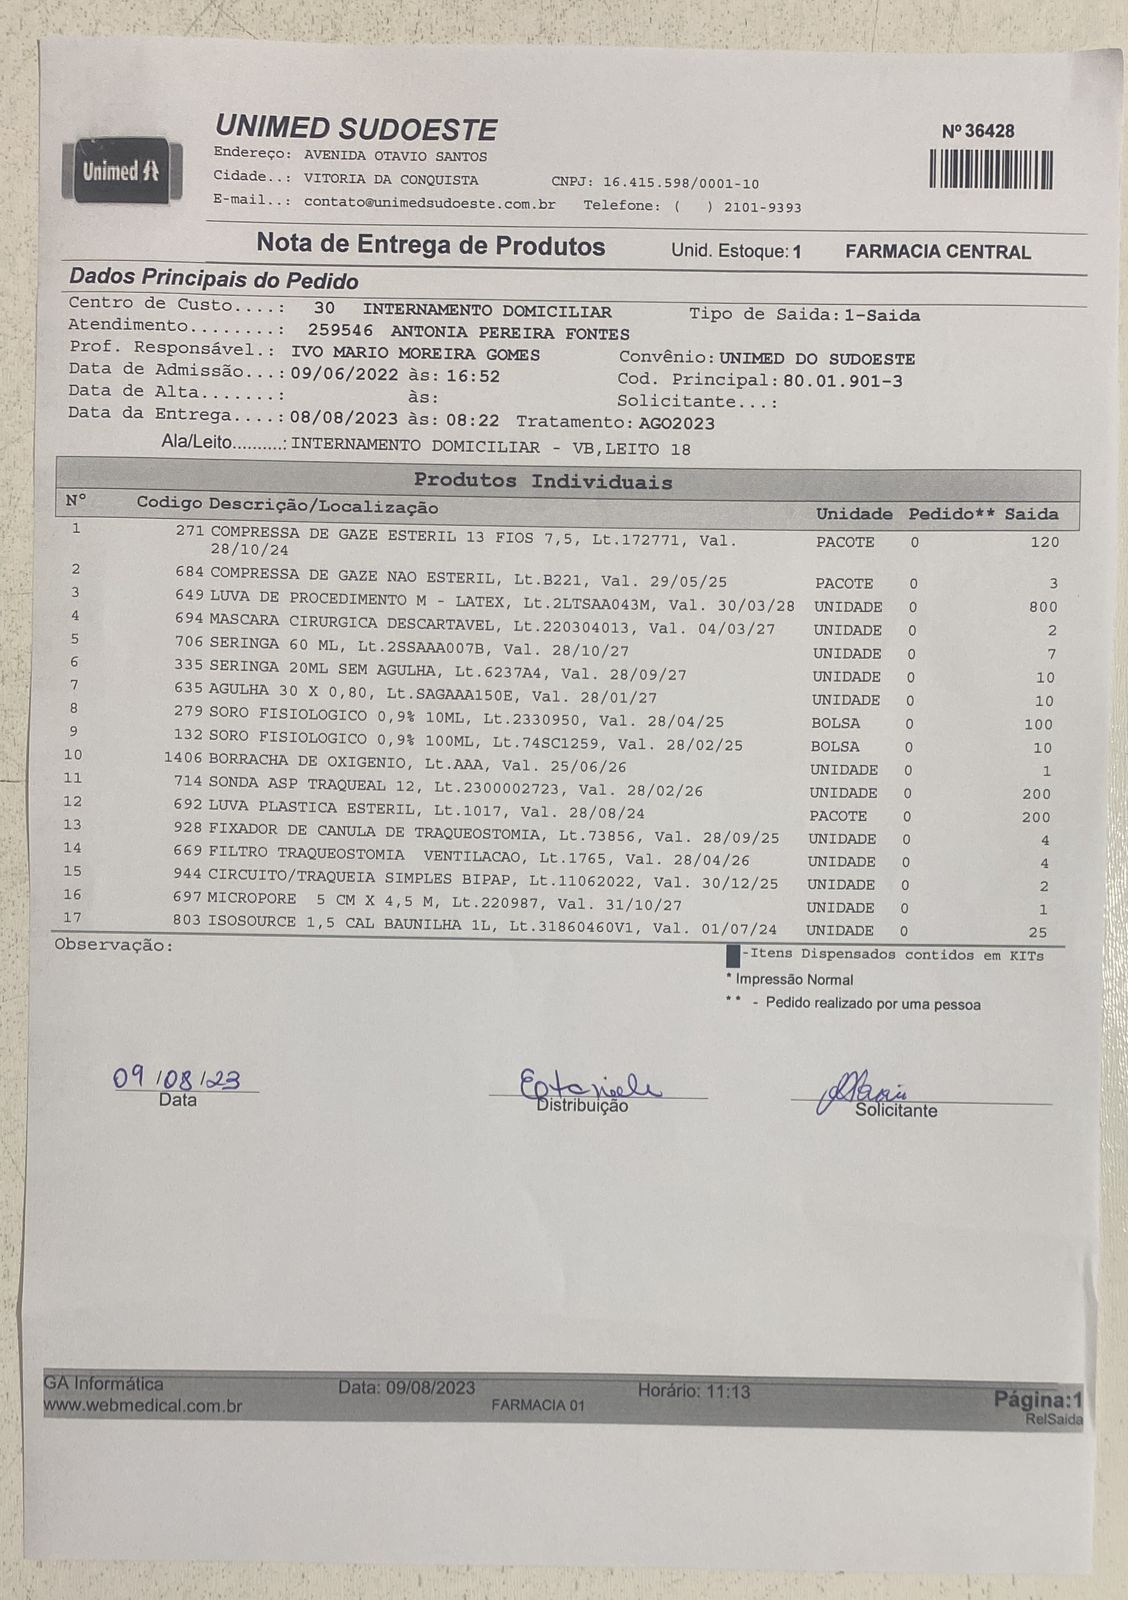 UNIMED SUDOESTE
Nº 36428
Unimed
Endereço: AVENIDA OTAVIO SANTOS
Cidade..: VITORIA DA CONQUISTA CNPJ: 16.415.598/0001-10
E-mail..: contato@unimedsudoeste.com.br Telefone: ( ) 2101-9393
Nota de Entrega de Produtos Unid. Estoque: 1 FARMACIA CENTRAL
Dados Principais do Pedido
Centro de Custo....: 30 INTERNAMENTO DOMICILIAR Tipo de Saida: 1-Saida
Atendimento........: 259546 ANTONIA PEREIRA FONTES
Prof. Responsável.: IVO MARIO MOREIRA GOMES Convênio: UNIMED DO SUDOESTE
Data de Admissão...: 09/06/2022 às: 16:52 Cod. Principal: 80.01.901-3
Data de Alta.......: às: Solicitante...:
Data da Entrega....: 08/08/2023 às: 08:22 Tratamento: AGO2023
Ala/Leito..........: INTERNAMENTO DOMICILIAR - VB,LEITO 18
Produtos Individuais
Nº Codigo Descrição/Localização Unidade Pedido** Saida
1 271 COMPRESSA DE GAZE ESTERIL 13 FIOS 7,5, Lt.172771, Val. PACOTE 0 120
28/10/24
2 684 COMPRESSA DE GAZE NAO ESTERIL, Lt.B221, Val. 29/05/25 PACOTE 0 3
3 649 LUVA DE PROCEDIMENTO M - LATEX, Lt.2LTSAA043M, Val. 30/03/28 UNIDADE 0 800
4 694 MASCARA CIRURGICA DESCARTAVEL, Lt.220304013, Val. 04/03/27 UNIDADE 0 2
5 706 SERINGA 60 ML, Lt.2SSAAA007B, Val. 28/10/27 UNIDADE 0 7
6 335 SERINGA 20ML SEM AGULHA, Lt.6237A4, Val. 28/09/27 UNIDADE 0 10
7 635 AGULHA 30 X 0,80, Lt.SAGAAA150E, Val. 28/01/27 UNIDADE 0 10
8 279 SORO FISIOLOGICO 0,9% 10ML, Lt.2330950, Val. 28/04/25 BOLSA 0 100
9 132 SORO FISIOLOGICO 0,9% 100ML, Lt.74SC1259, Val. 28/02/25 BOLSA 0 10
10 1406 BORRACHA DE OXIGENIO, Lt.AAA, Val. 25/06/26 UNIDADE 0 1
11 714 SONDA ASP TRAQUEAL 12, Lt.2300002723, Val. 28/02/26 UNIDADE 0 200
12 692 LUVA PLASTICA ESTERIL, Lt.1017, Val. 28/08/24 PACOTE 0 200
13 928 FIXADOR DE CANULA DE TRAQUEOSTOMIA, Lt.73856, Val. 28/09/25 UNIDADE 0 4
14 669 FILTRO TRAQUEOSTOMIA VENTILACAO, Lt.1765, Val. 28/04/26 UNIDADE 0 4
15 944 CIRCUITO/TRAQUEIA SIMPLES BIPAP, Lt.11062022, Val. 30/12/25 UNIDADE 0 2
16 697 MICROPORE 5 CM X 4,5 M, Lt.220987, Val. 31/10/27 UNIDADE 0 1
17 803 ISOSOURCE 1,5 CAL BAUNILHA 1L, Lt.31860460V1, Val. 01/07/24 UNIDADE 0 25
Observação:
-Itens Dispensados contidos em KITs
* Impressão Normal
** - Pedido realizado por uma pessoa
09/08/23
Data Distribuição Solicitante
GA Informática Data: 09/08/2023 Horário: 11:13 Página:1
www.webmedical.com.br FARMACIA 01 RelSaida